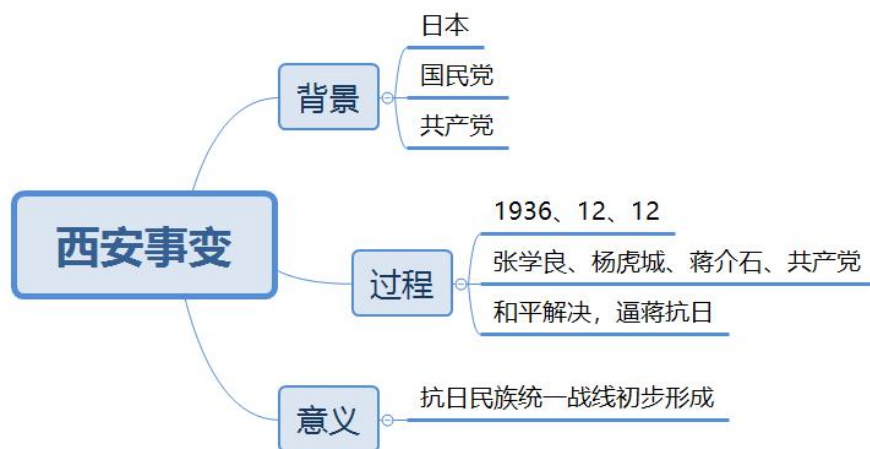 西安事变
背景
日本
国民党
共产党
过程
1936、12、12
张学良、杨虎城、蒋介石、共产党
和平解决，逼蒋抗日
意义
抗日民族统一战线初步形成